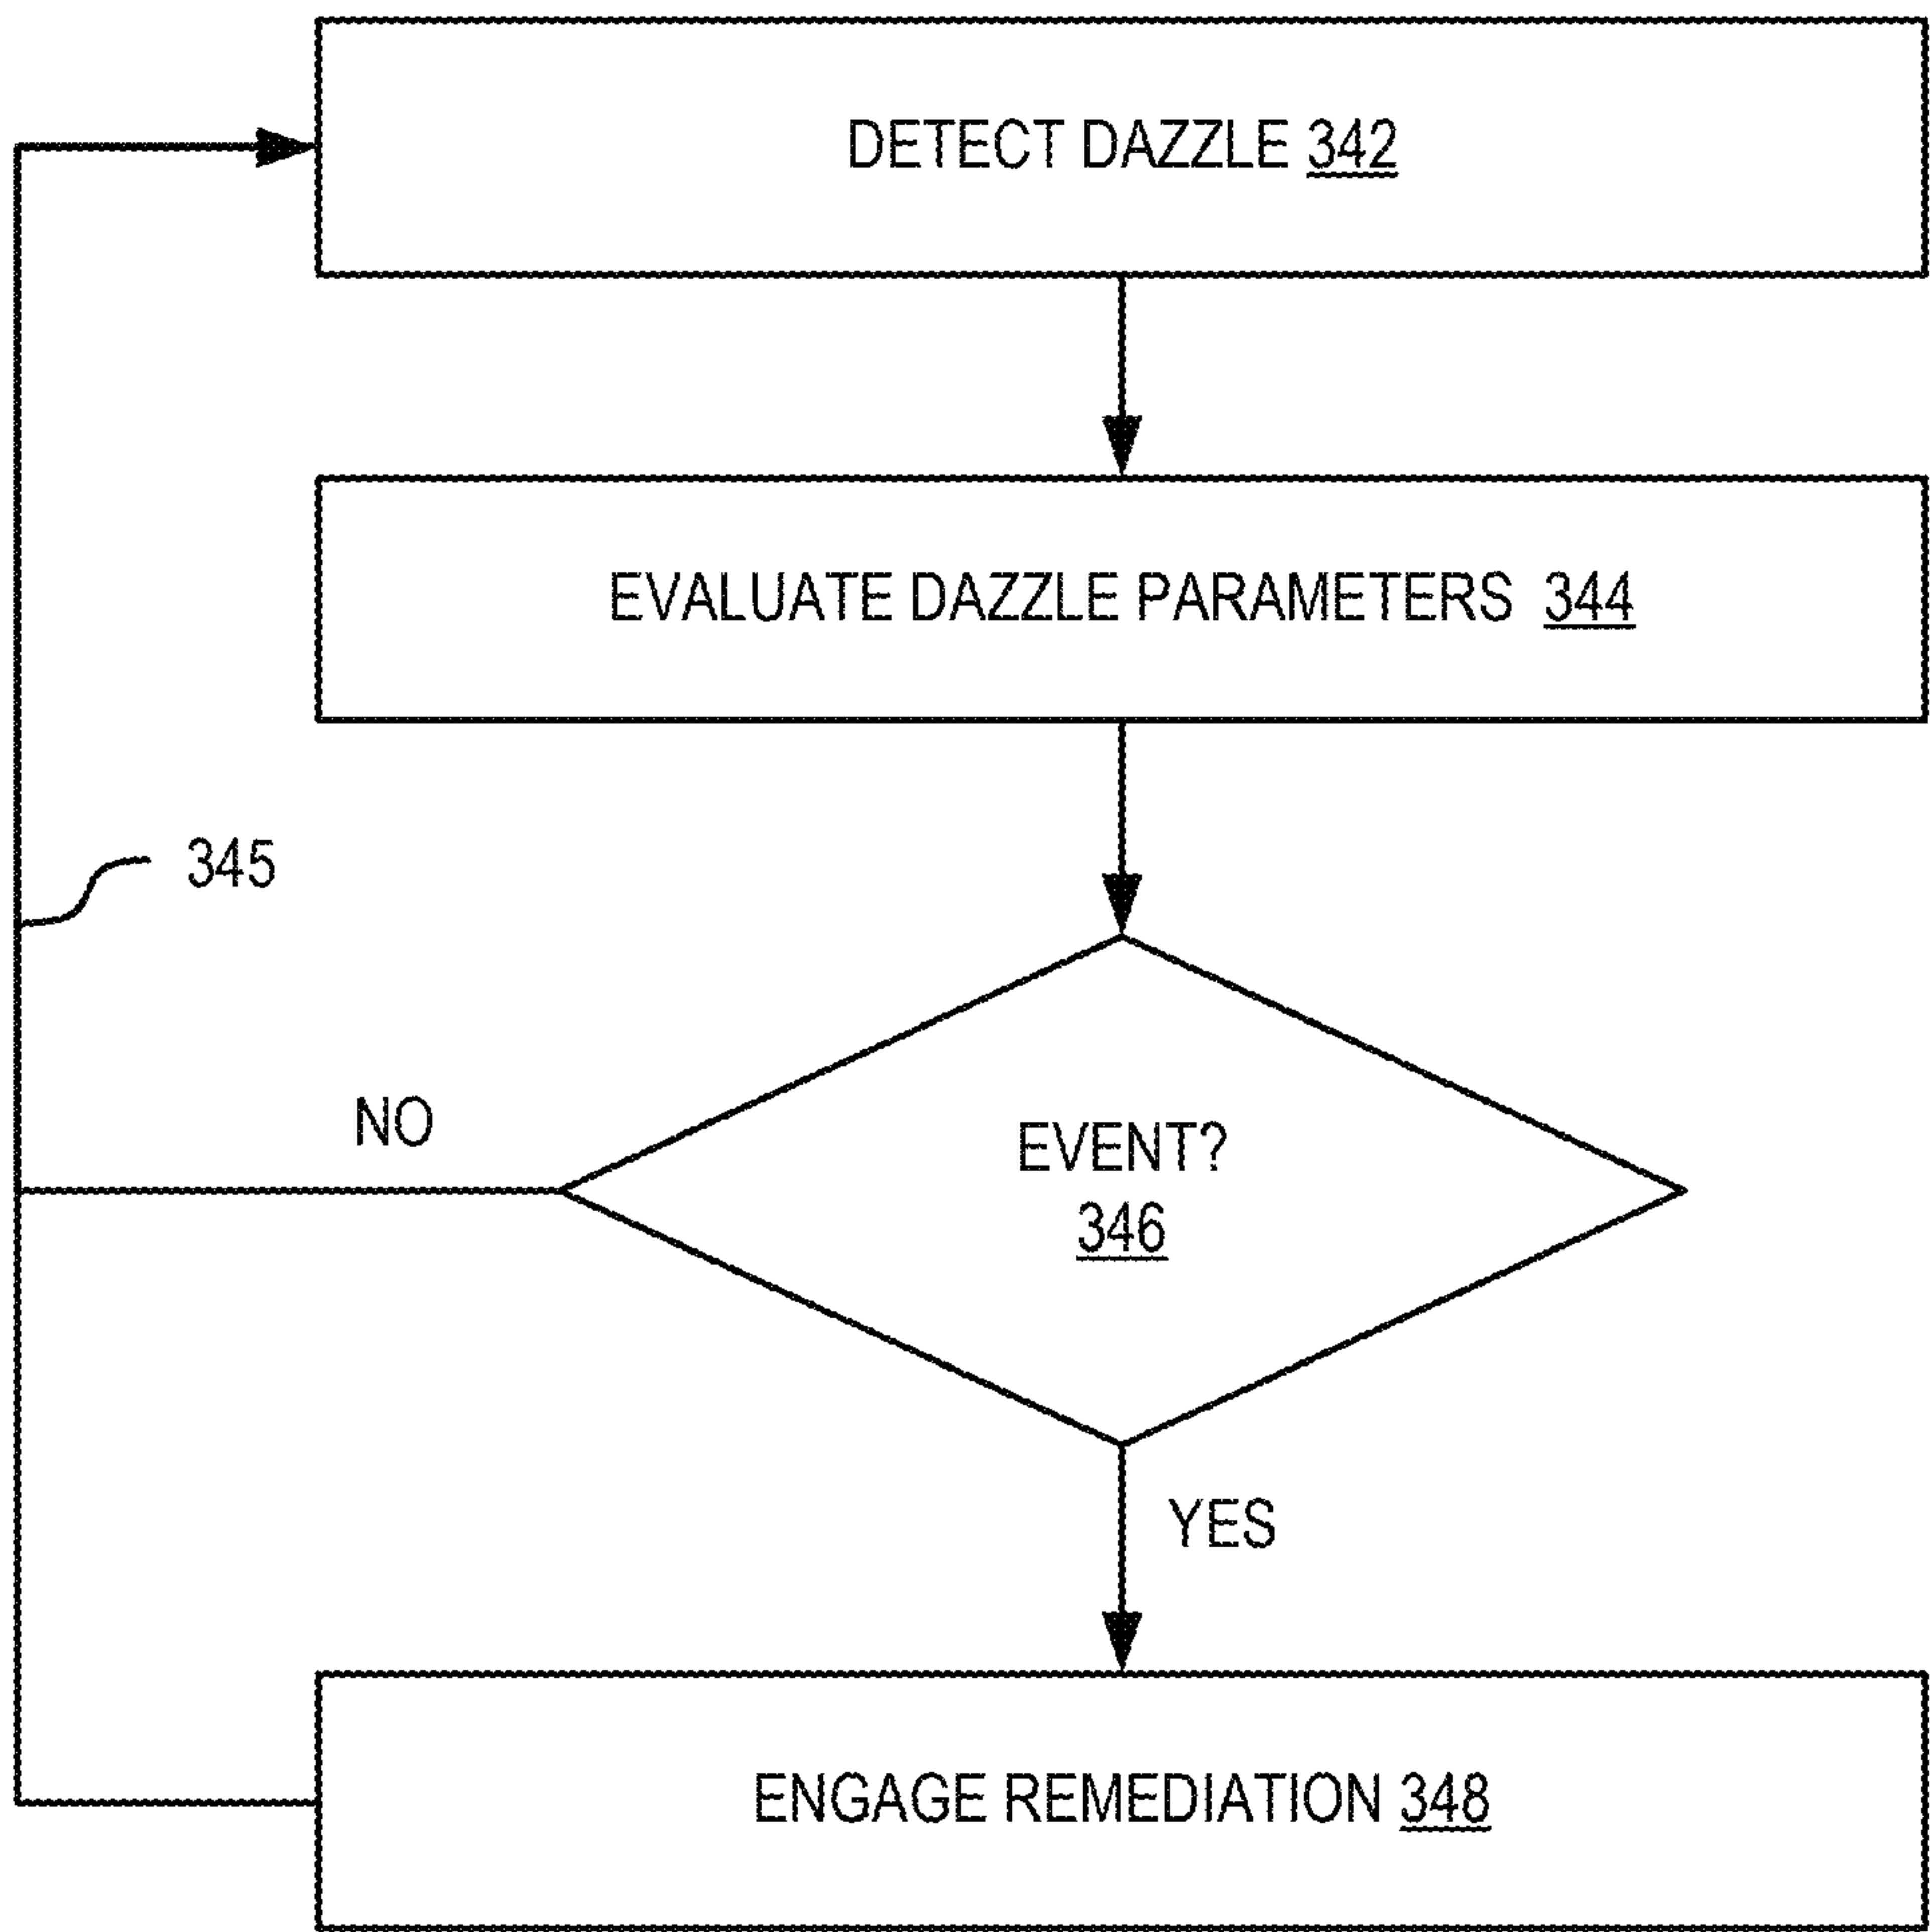 DETECT DAZZLE 342
EVALUATE DAZZLE PARAMETERS 344
345
NO
EVENT?
346
YES
ENGAGE REMEDIATION 348